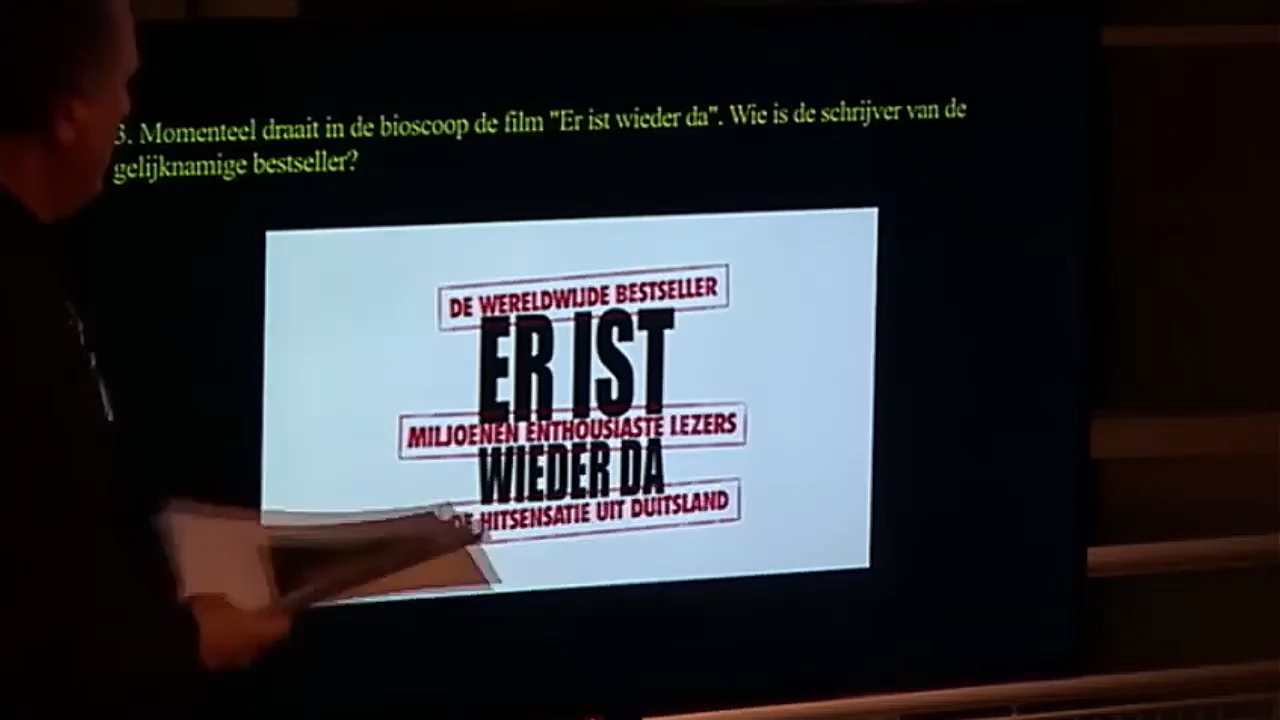 3. Momenteel draait in de bioscoop de film "Er ist wieder da". Wie is de schrijver van de
gelijknamige bestseller?
DE WERELDWIJDE BESTSELLER
ER IST
MILJOENEN ENTHOUSIASTE LEZERS
WIEDER DA
DE HITSENSATIE UIT DUITSLAND